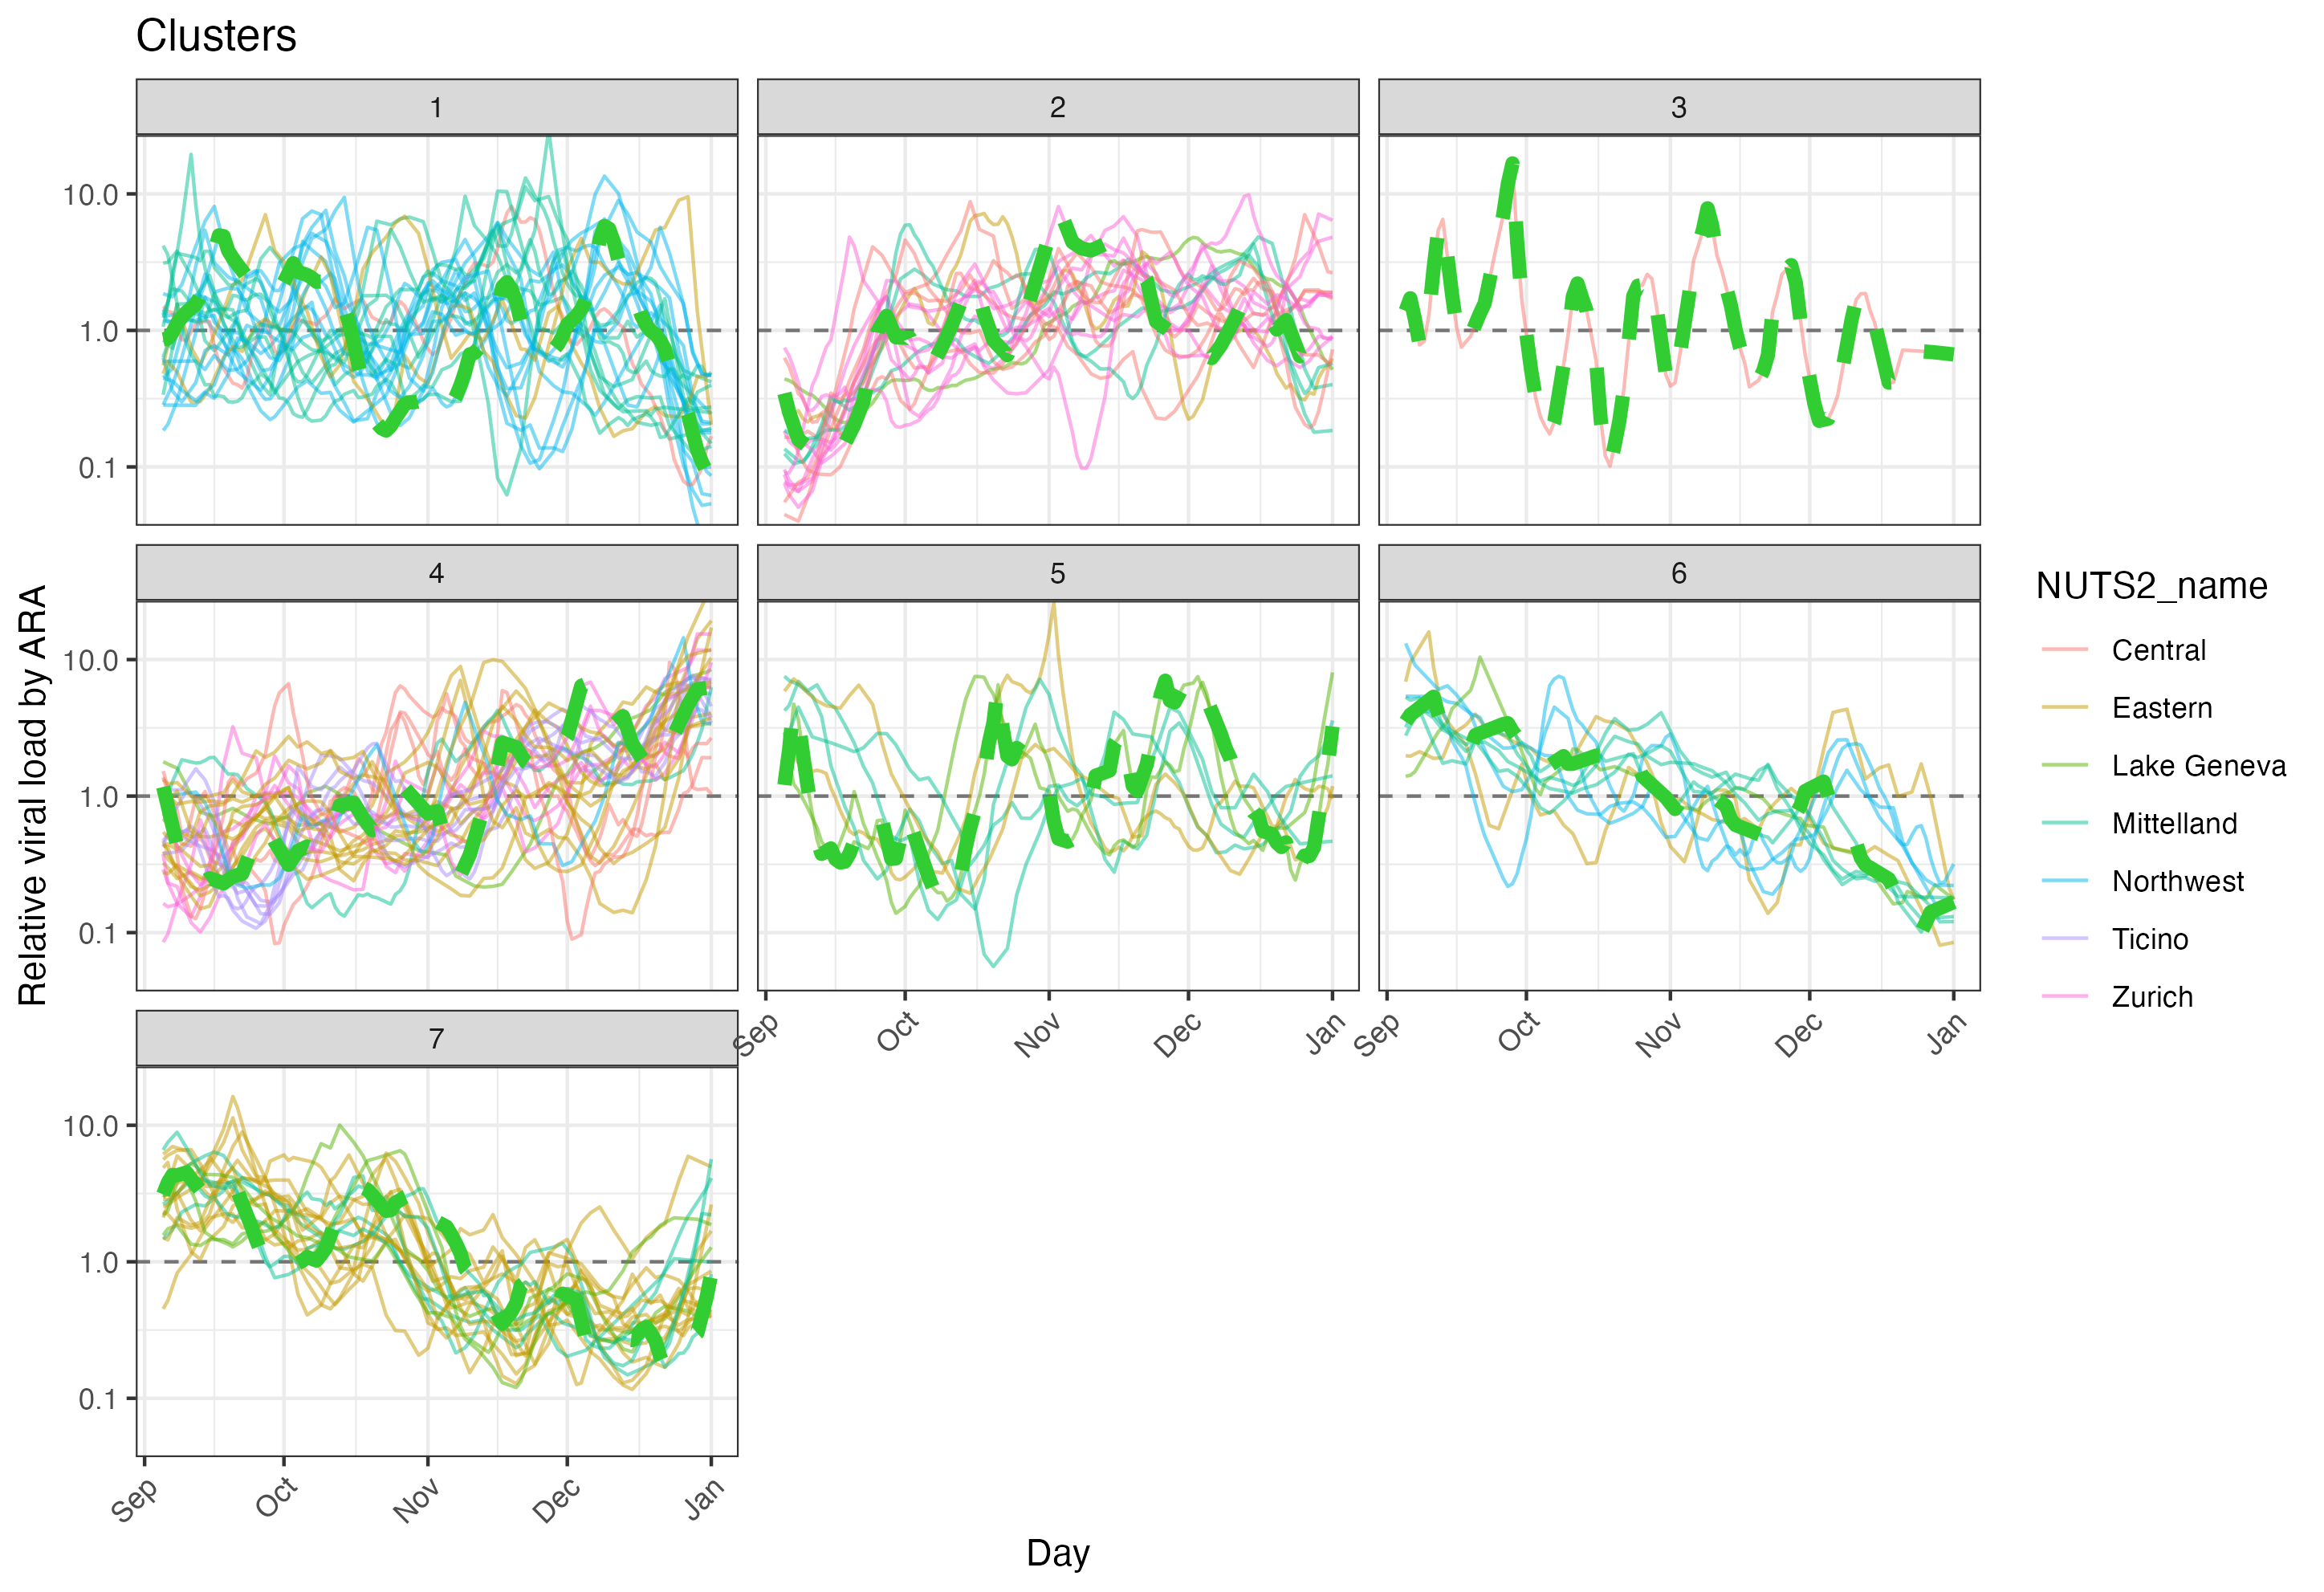 Clusters
1
2
3
10.0
1.0
0.1
4
5
6
10.0
1.0
0.1
Sep
Oct
Nov
Dec
Jan
Sep
Oct
Nov
Dec
Jan
7
10.0
1.0
0.1
Sep
Oct
Nov
Dec
Jan
Day
Relative viral load by ARA
NUTS2_name
Central
Eastern
Lake Geneva
Mittelland
Northwest
Ticino
Zurich